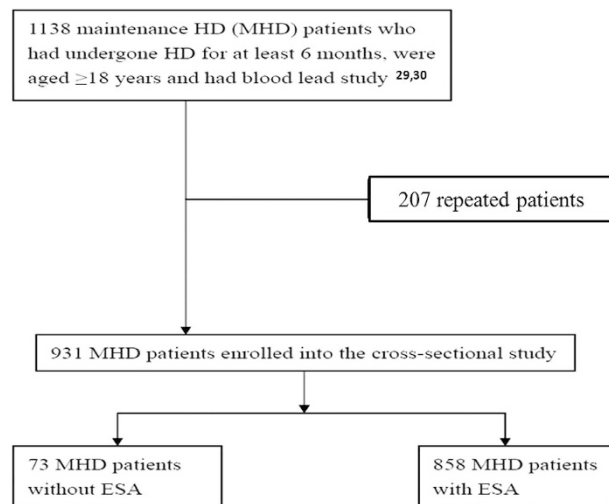 1138 maintenance HD (MHD) patients who
had undergone HD for at least 6 months, were
aged ≥18 years and had blood lead study 29,30
207 repeated patients
931 MHD patients enrolled into the cross-sectional study
73 MHD patients
without ESA
858 MHD patients
with ESA